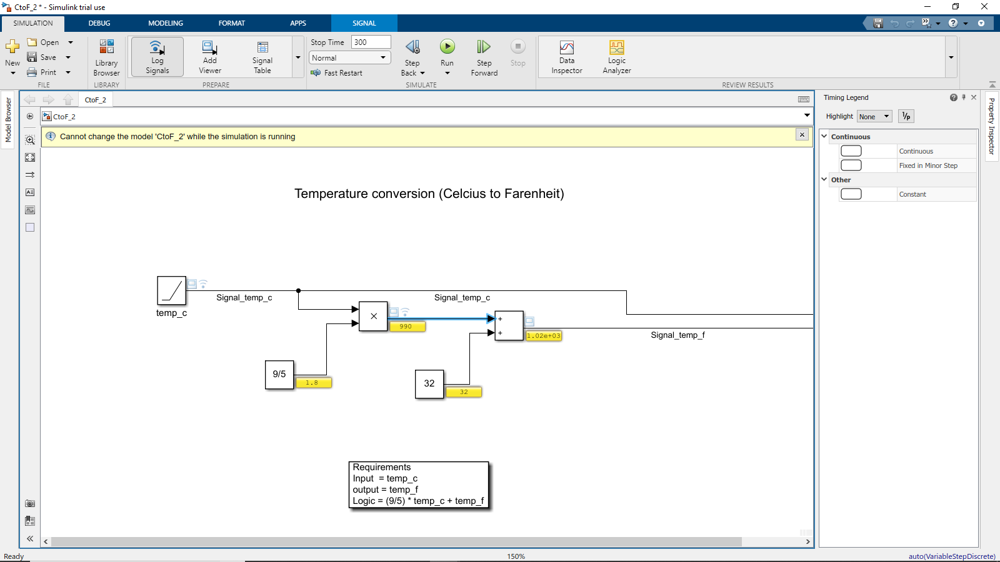 CtoF_2 * - Simulink trial use
SIMULATION DEBUG MODELING FORMAT APPS SIGNAL
New
Open
Save
Print
FILE
Library Browser
LIBRARY
Log Signals
Add Viewer
Signal Table
PREPARE
Stop Time 300
Normal
Fast Restart
Step Back
Run
Step Forward
Stop
SIMULATE
Data Inspector
Logic Analyzer
REVIEW RESULTS
Model Browser
CtoF_2
CtoF_2
Cannot change the model 'CtoF_2' while the simulation is running
Temperature conversion (Celcius to Farenheit)
temp_c
Signal_temp_c
Signal_temp_c
×
990
+
+
1.02e+03
Signal_temp_f
9/5
1.8
32
32
Requirements
Input = temp_c
output = temp_f
Logic = (9/5) * temp_c + temp_f
Timing Legend
Highlight None 1/P
Continuous
Continuous
Fixed in Minor Step
Other
Constant
Property Inspector
Ready 150% auto(VariableStepDiscrete)